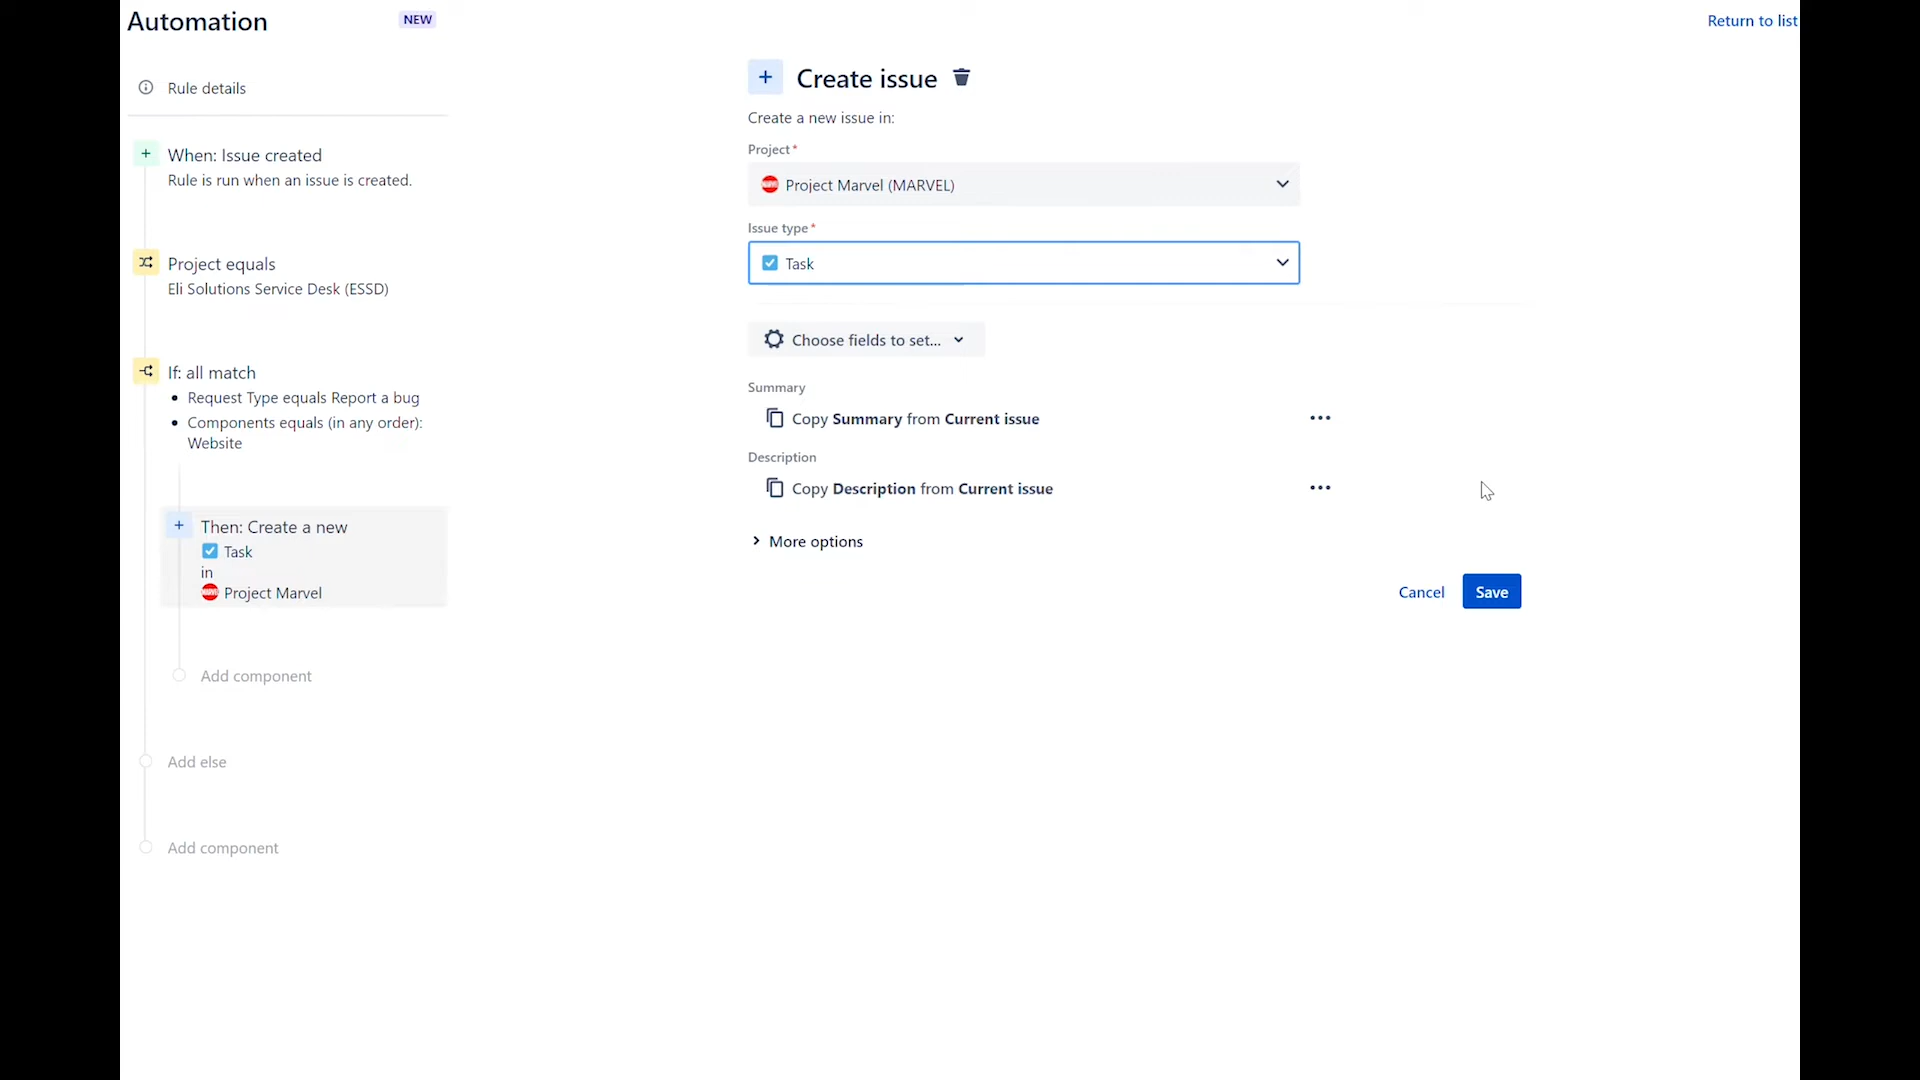 Automation
NEW
Return to list
Rule details
When: Issue created
Rule is run when an issue is created.
Project equals
Eli Solutions Service Desk (ESSD)
If: all match
Request Type equals Report a bug
Components equals (in any order):
Website
Then: Create a new
Task
in
Project Marvel
Add component
Add else
Add component
Create issue
Create a new issue in:
Project*
Project Marvel (MARVEL)
Issue type*
Task
Choose fields to set...
Summary
Copy Summary from Current issue
Description
Copy Description from Current issue
More options
Cancel
Save